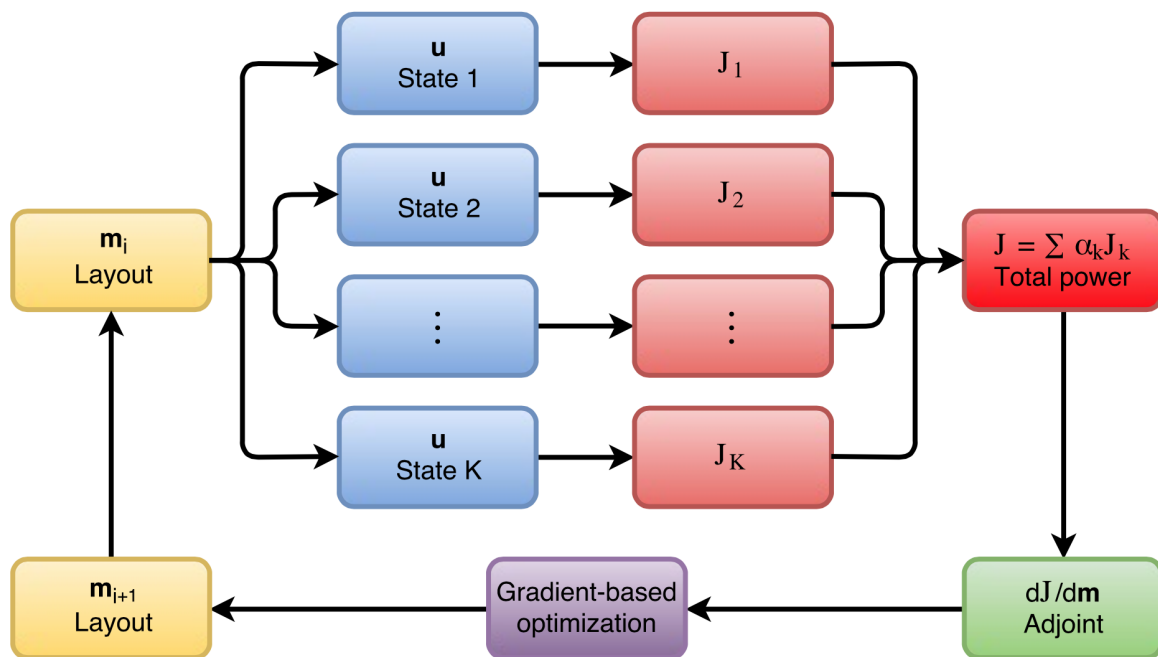 u
State 1
J₁
u
State 2
J₂
mᵢ
Layout
J = ∑ αₖJₖ
Total power
⋮
⋮
u
State K
J_K
mᵢ₊₁
Layout
Gradient-based
optimization
dJ/dm
Adjoint